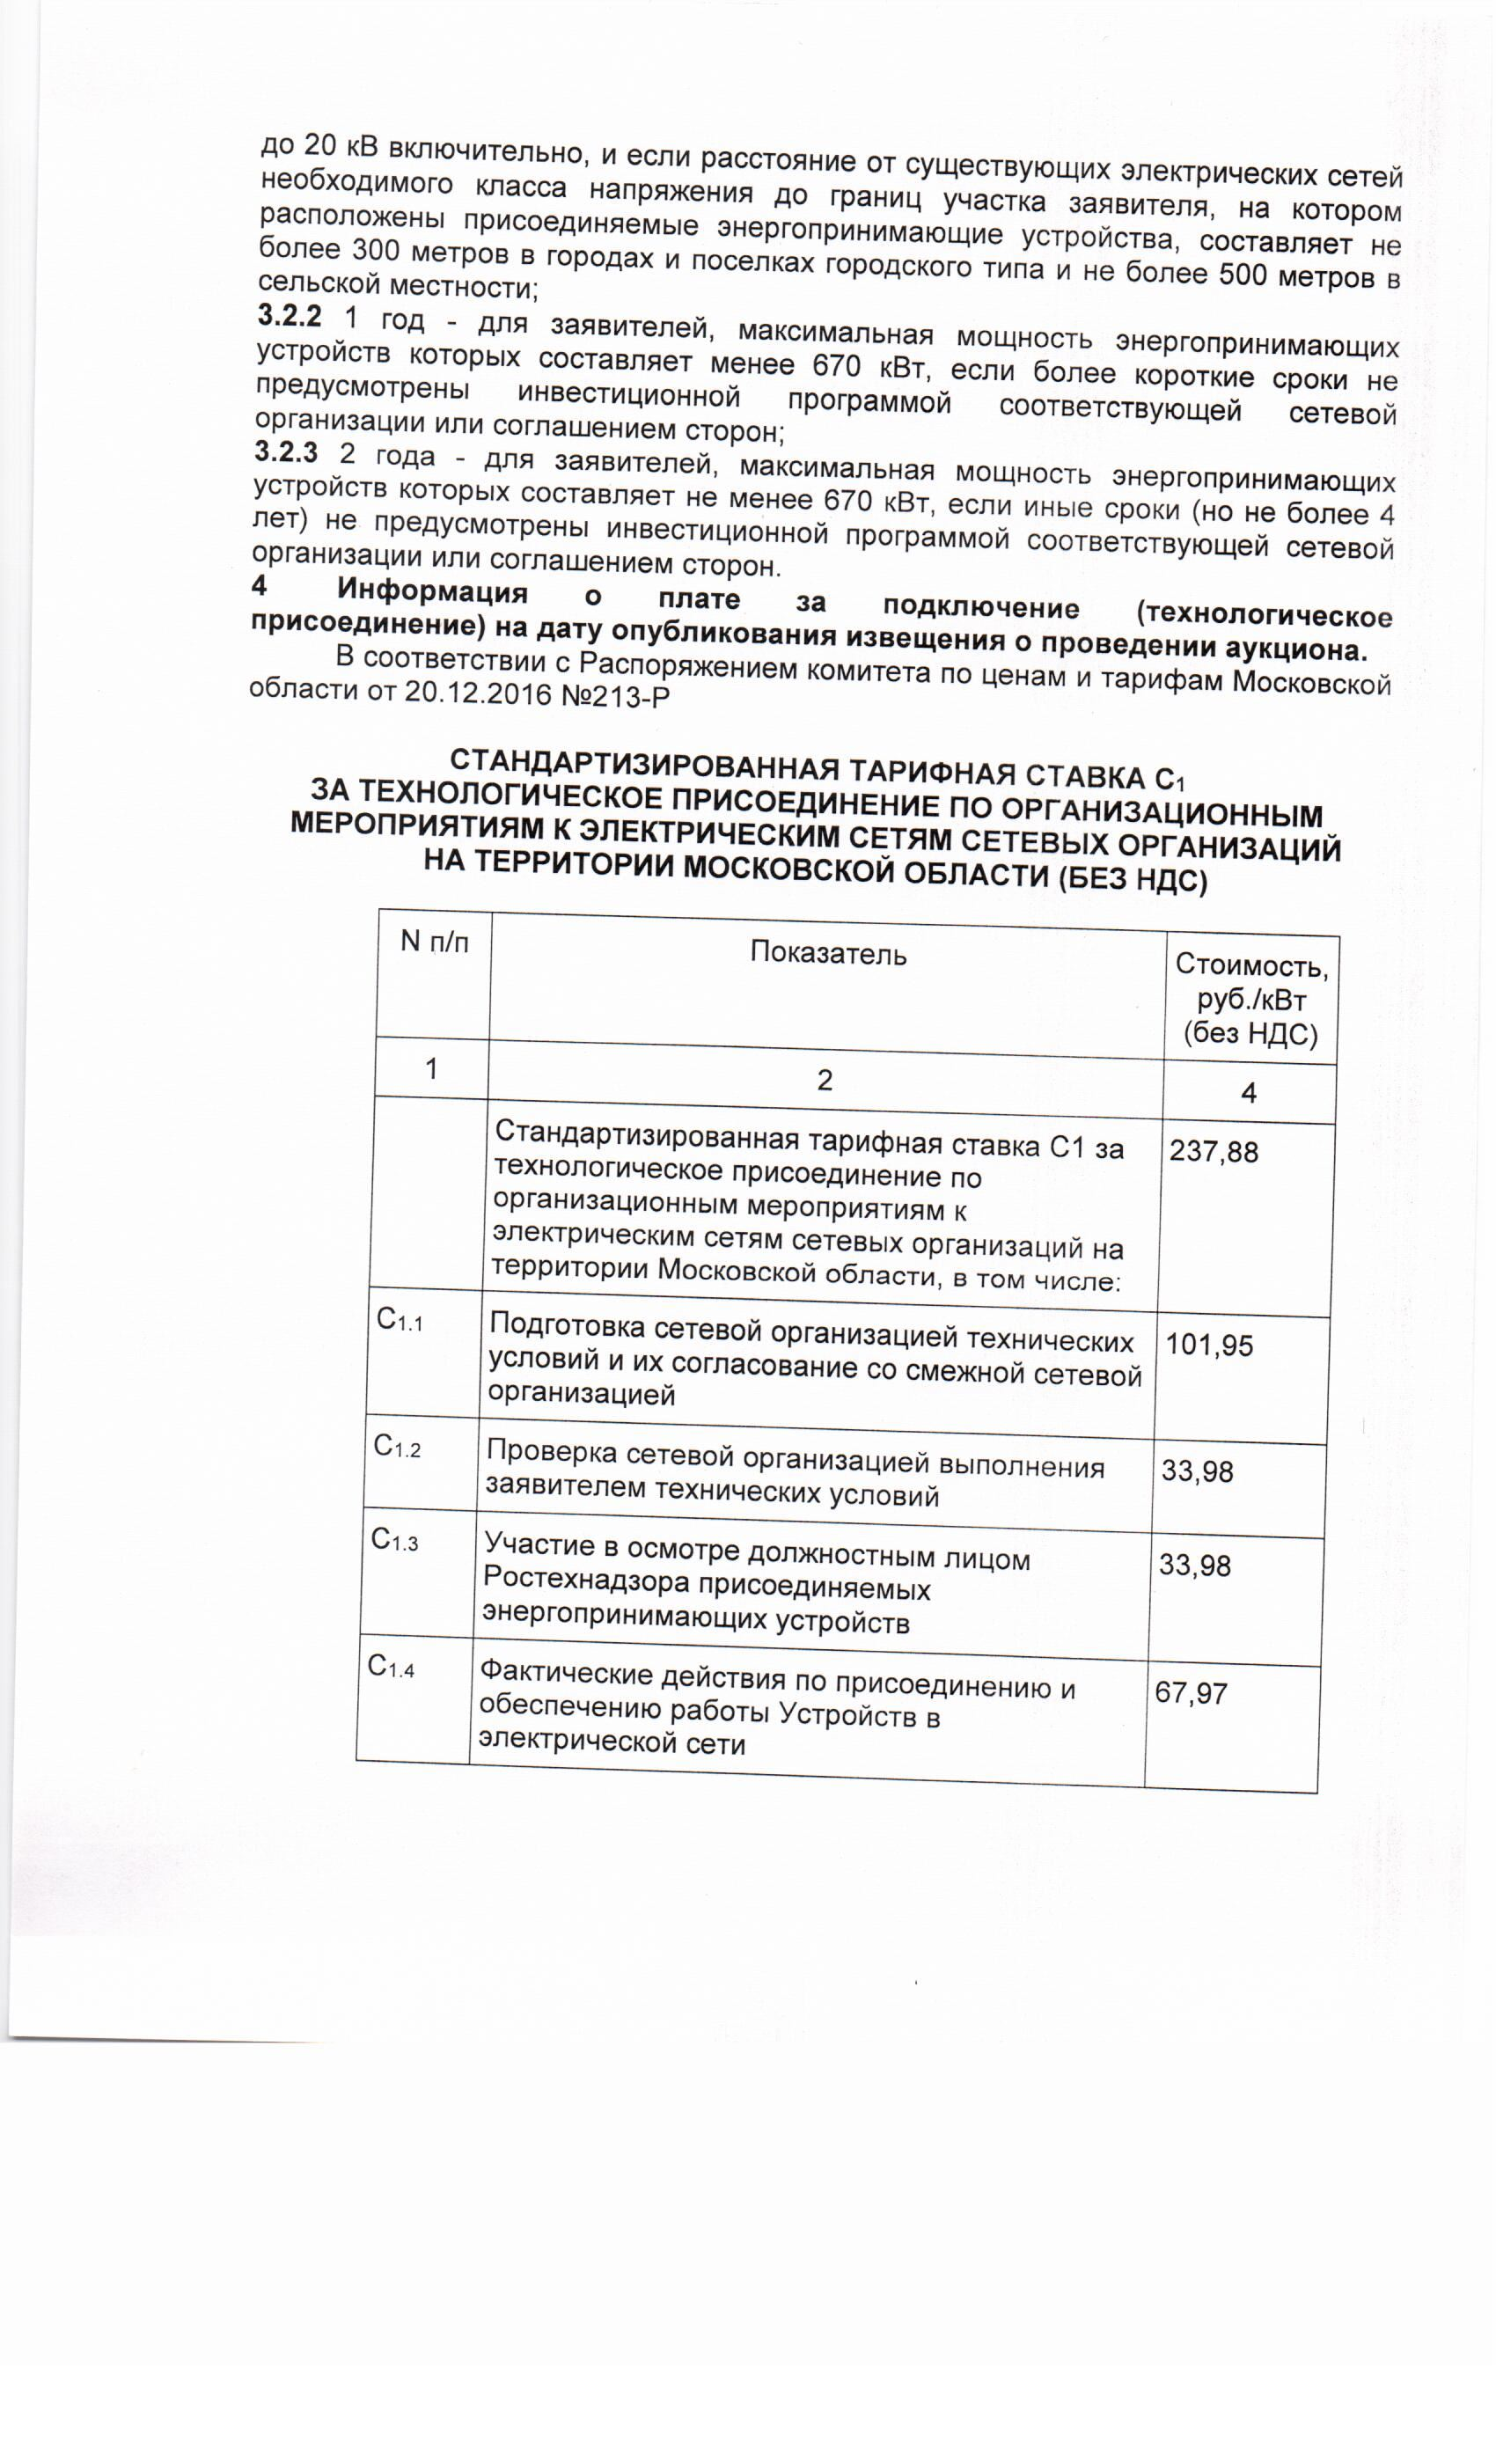 до 20 кВ включительно, и если расстояние от существующих электрических сетей
необходимого класса напряжения до границ участка заявителя, на котором
расположены присоединяемые энергопринимающие устройства, составляет не
более 300 метров в городах и поселках городского типа и не более 500 метров в
сельской местности;
3.2.2 1 год - для заявителей, максимальная мощность энергопринимающих
устройств которых составляет менее 670 кВт, если более короткие сроки не
предусмотрены инвестиционной программой соответствующей сетевой
организации или соглашением сторон;
3.2.3 2 года - для заявителей, максимальная мощность энергопринимающих
устройств которых составляет не менее 670 кВт, если иные сроки (но не более 4
лет) не предусмотрены инвестиционной программой соответствующей сетевой
организации или соглашением сторон.
4 Информация о плате за подключение (технологическое
присоединение) на дату опубликования извещения о проведении аукциона.
В соответствии с Распоряжением комитета по ценам и тарифам Московской
области от 20.12.2016 №213-Р
СТАНДАРТИЗИРОВАННАЯ ТАРИФНАЯ СТАВКА С1
ЗА ТЕХНОЛОГИЧЕСКОЕ ПРИСОЕДИНЕНИЕ ПО ОРГАНИЗАЦИОННЫМ
МЕРОПРИЯТИЯМ К ЭЛЕКТРИЧЕСКИМ СЕТЯМ СЕТЕВЫХ ОРГАНИЗАЦИЙ
НА ТЕРРИТОРИИ МОСКОВСКОЙ ОБЛАСТИ (БЕЗ НДС)
N п/п
Показатель
Стоимость,
руб./кВт
(без НДС)
1
2
4
Стандартизированная тарифная ставка С1 за
технологическое присоединение по
организационным мероприятиям к
электрическим сетям сетевых организаций на
территории Московской области, в том числе:
237,88
С1.1
Подготовка сетевой организацией технических
условий и их согласование со смежной сетевой
организацией
101,95
С1.2
Проверка сетевой организацией выполнения
заявителем технических условий
33,98
С1.3
Участие в осмотре должностным лицом
Ростехнадзора присоединяемых
энергопринимающих устройств
33,98
С1.4
Фактические действия по присоединению и
обеспечению работы Устройств в
электрической сети
67,97